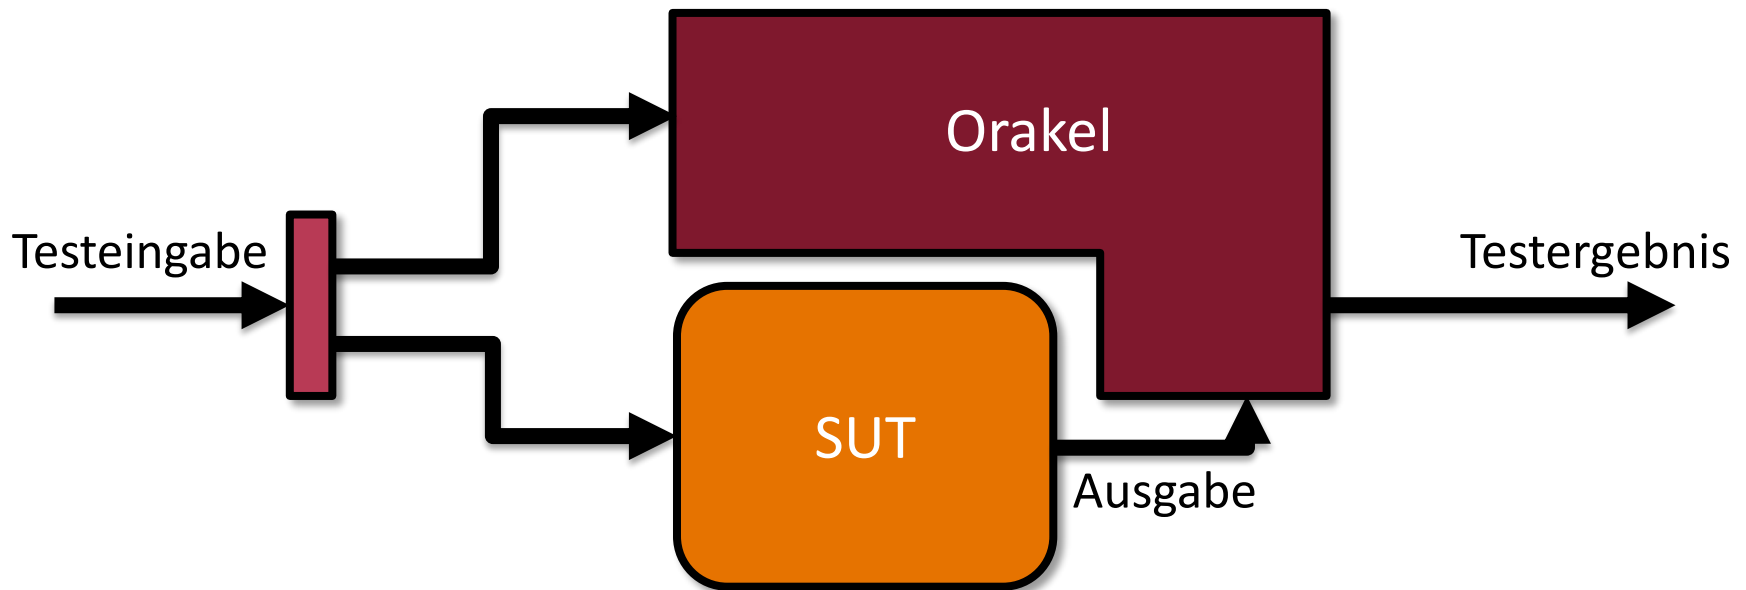 Orakel
Testeingabe
Testergebnis
SUT
Ausgabe